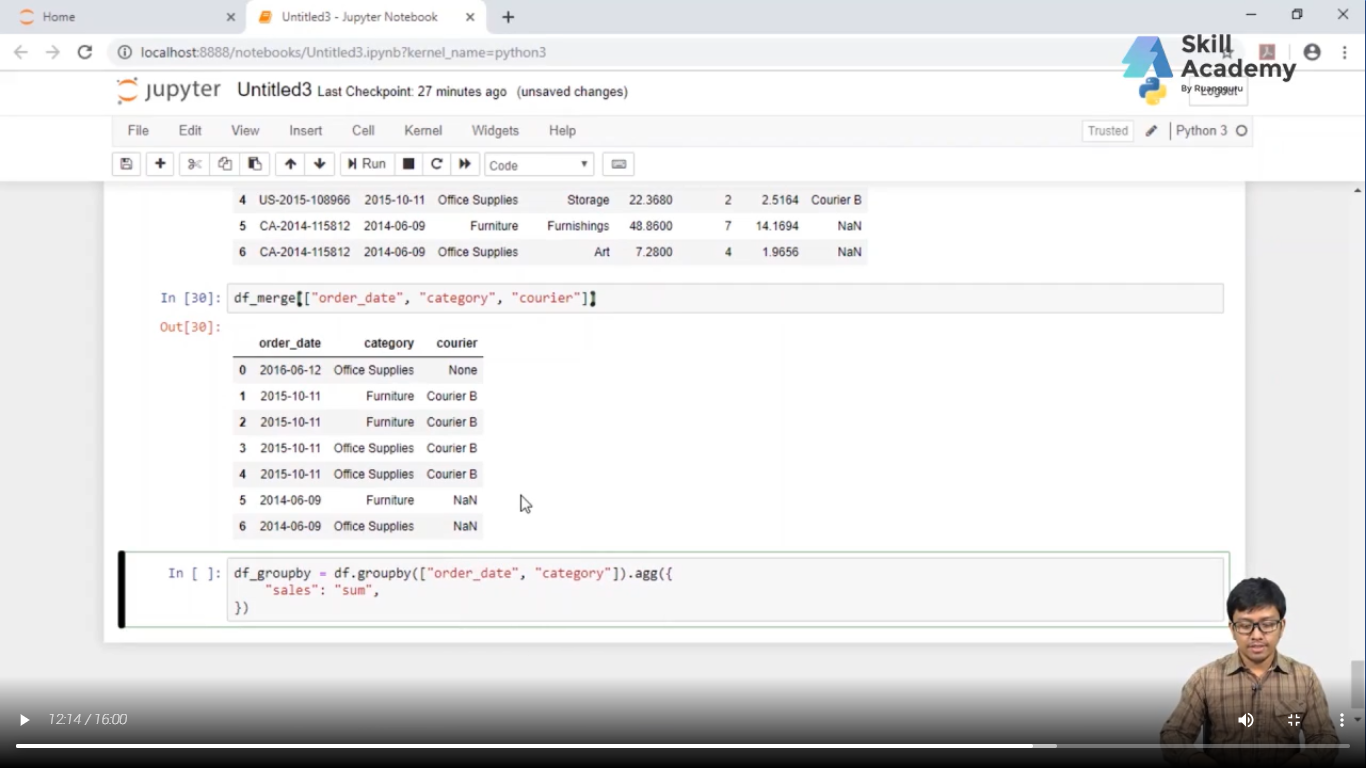 Home
Untitled3 - Jupyter Notebook
localhost:8888/notebooks/Untitled3.ipynb?kernel_name=python3
Skill
Academy
By Ruangguru
Logout
jupyter Untitled3 Last Checkpoint: 27 minutes ago (unsaved changes)
File Edit View Insert Cell Kernel Widgets Help Trusted Python 3
Run Code
4 US-2015-108966 2015-10-11 Office Supplies Storage 22.3680 2 2.5164 Courier B
5 CA-2014-115812 2014-06-09 Furniture Furnishings 48.8600 7 14.1694 NaN
6 CA-2014-115812 2014-06-09 Office Supplies Art 7.2800 4 1.9656 NaN
In [30]: df_merge[["order_date", "category", "courier"]]
Out[30]:
order_date category courier
0 2016-06-12 Office Supplies None
1 2015-10-11 Furniture Courier B
2 2015-10-11 Furniture Courier B
3 2015-10-11 Office Supplies Courier B
4 2015-10-11 Office Supplies Courier B
5 2014-06-09 Furniture NaN
6 2014-06-09 Office Supplies NaN
In [ ]: df_groupby = df.groupby(["order_date", "category"]).agg({
"sales": "sum",
})
12:14 / 16:00